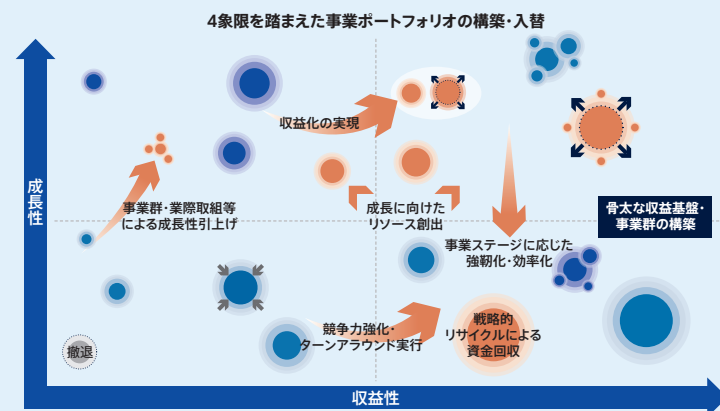 4象限を踏まえた事業ポートフォリオの構築・入替
収益化の実現
成長性
事業群・業際取組等
による成長性引上げ
成長に向けた
リソース創出
骨太な収益基盤・
事業群の構築
事業ステージに応じた
強靭化・効率化
競争力強化・
ターンアラウンド実行
戦略的
リサイクルによる
資金回収
撤退
収益性